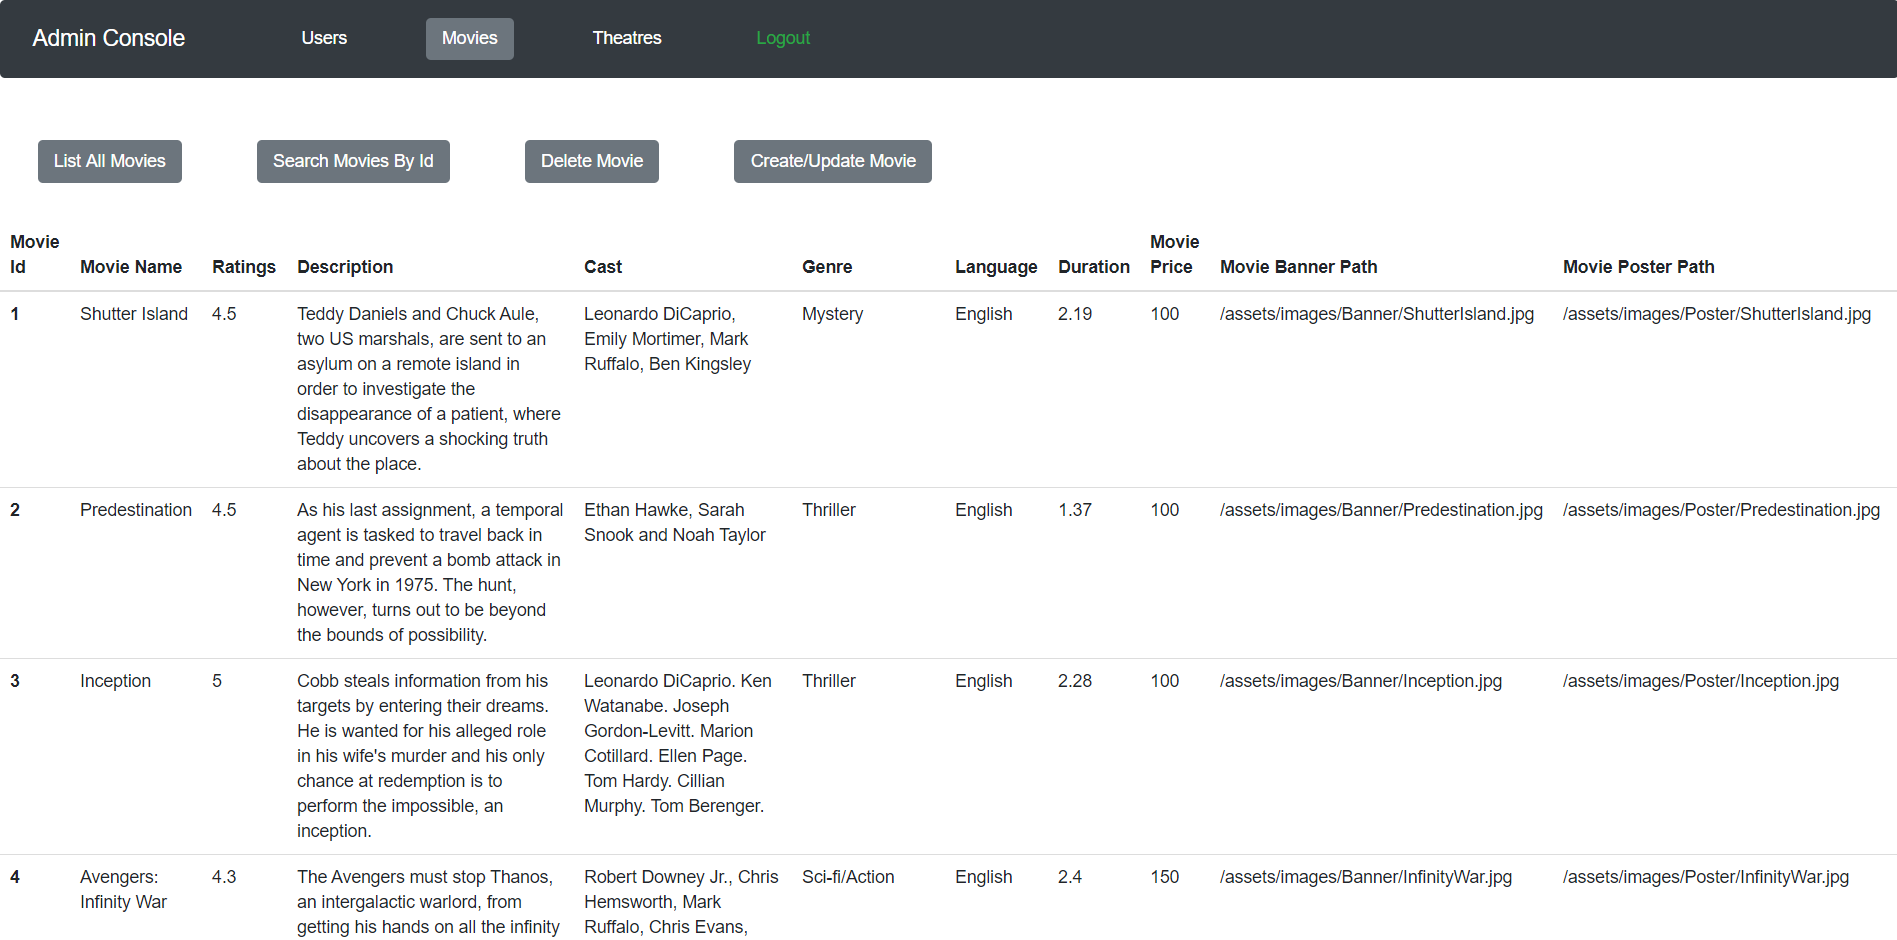 Admin Console Users Movies Theatres Logout
List All Movies Search Movies By Id Delete Movie Create/Update Movie
Movie Id Movie Name Ratings Description Cast Genre Language Duration Movie Price Movie Banner Path Movie Poster Path
1 Shutter Island 4.5 Teddy Daniels and Chuck Aule, Leonardo DiCaprio, Mystery English 2.19 100 /assets/images/Banner/ShutterIsland.jpg /assets/images/Poster/ShutterIsland.jpg
two US marshals, are sent to an Emily Mortimer, Mark
asylum on a remote island in Ruffalo, Ben Kingsley
order to investigate the
disappearance of a patient, where
Teddy uncovers a shocking truth
about the place.
2 Predestination 4.5 As his last assignment, a temporal Ethan Hawke, Sarah Thriller English 1.37 100 /assets/images/Banner/Predestination.jpg /assets/images/Poster/Predestination.jpg
agent is tasked to travel back in Snook and Noah Taylor
time and prevent a bomb attack in
New York in 1975. The hunt,
however, turns out to be beyond
the bounds of possibility.
3 Inception 5 Cobb steals information from his Leonardo DiCaprio. Ken Thriller English 2.28 100 /assets/images/Banner/Inception.jpg /assets/images/Poster/Inception.jpg
targets by entering their dreams. Watanabe. Joseph
He is wanted for his alleged role Gordon-Levitt. Marion
in his wife's murder and his only Cotillard. Ellen Page.
chance at redemption is to Tom Hardy. Cillian
perform the impossible, an Murphy. Tom Berenger.
inception.
4 Avengers: 4.3 The Avengers must stop Thanos, Robert Downey Jr., Chris Sci-fi/Action English 2.4 150 /assets/images/Banner/InfinityWar.jpg /assets/images/Poster/InfinityWar.jpg
Infinity War an intergalactic warlord, from Hemsworth, Mark
getting his hands on all the infinity Ruffalo, Chris Evans,